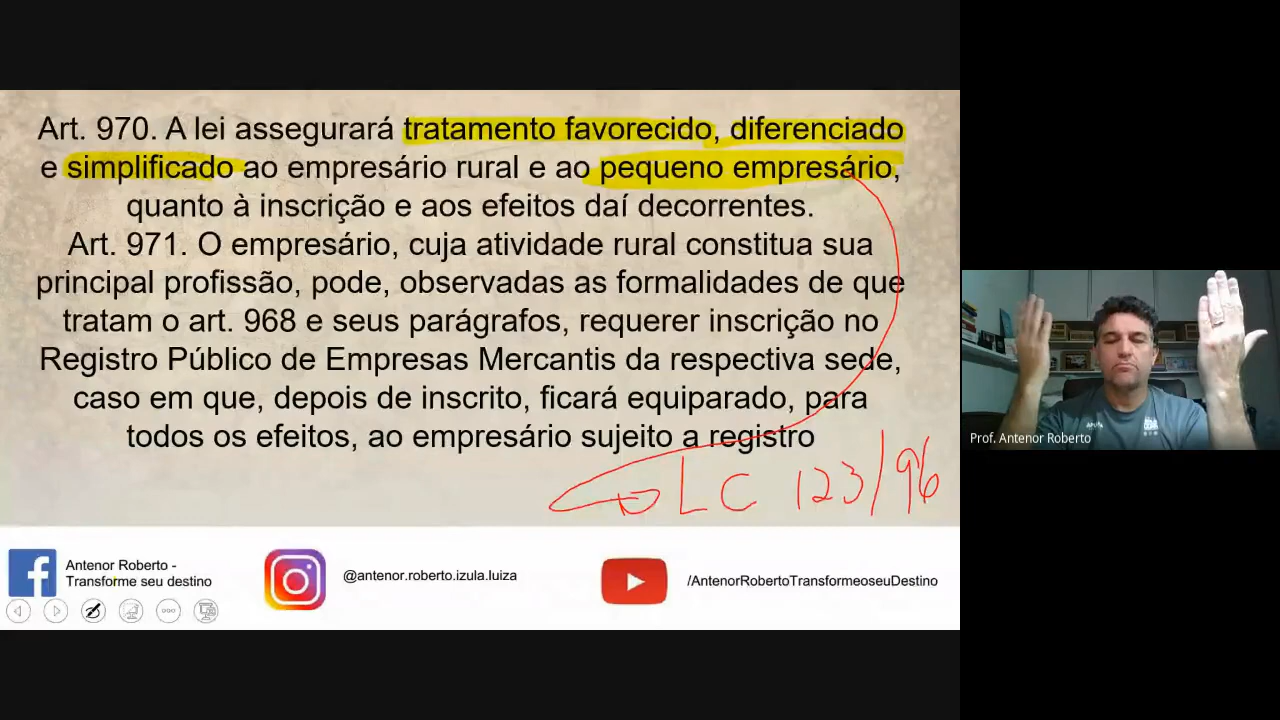 Art. 970. A lei assegurará tratamento favorecido, diferenciado
e simplificado ao empresário rural e ao pequeno empresário,
quanto à inscrição e aos efeitos daí decorrentes.
Art. 971. O empresário, cuja atividade rural constitua sua
principal profissão, pode, observadas as formalidades de que
tratam o art. 968 e seus parágrafos, requerer inscrição no
Registro Público de Empresas Mercantis da respectiva sede,
caso em que, depois de inscrito, ficará equiparado, para
todos os efeitos, ao empresário sujeito a registro
LC 123/96
Antenor Roberto -
Transforme seu destino
@antenor.roberto.izula.luiza
/AntenorRobertoTransformeoseuDestino
Prof. Antenor Roberto